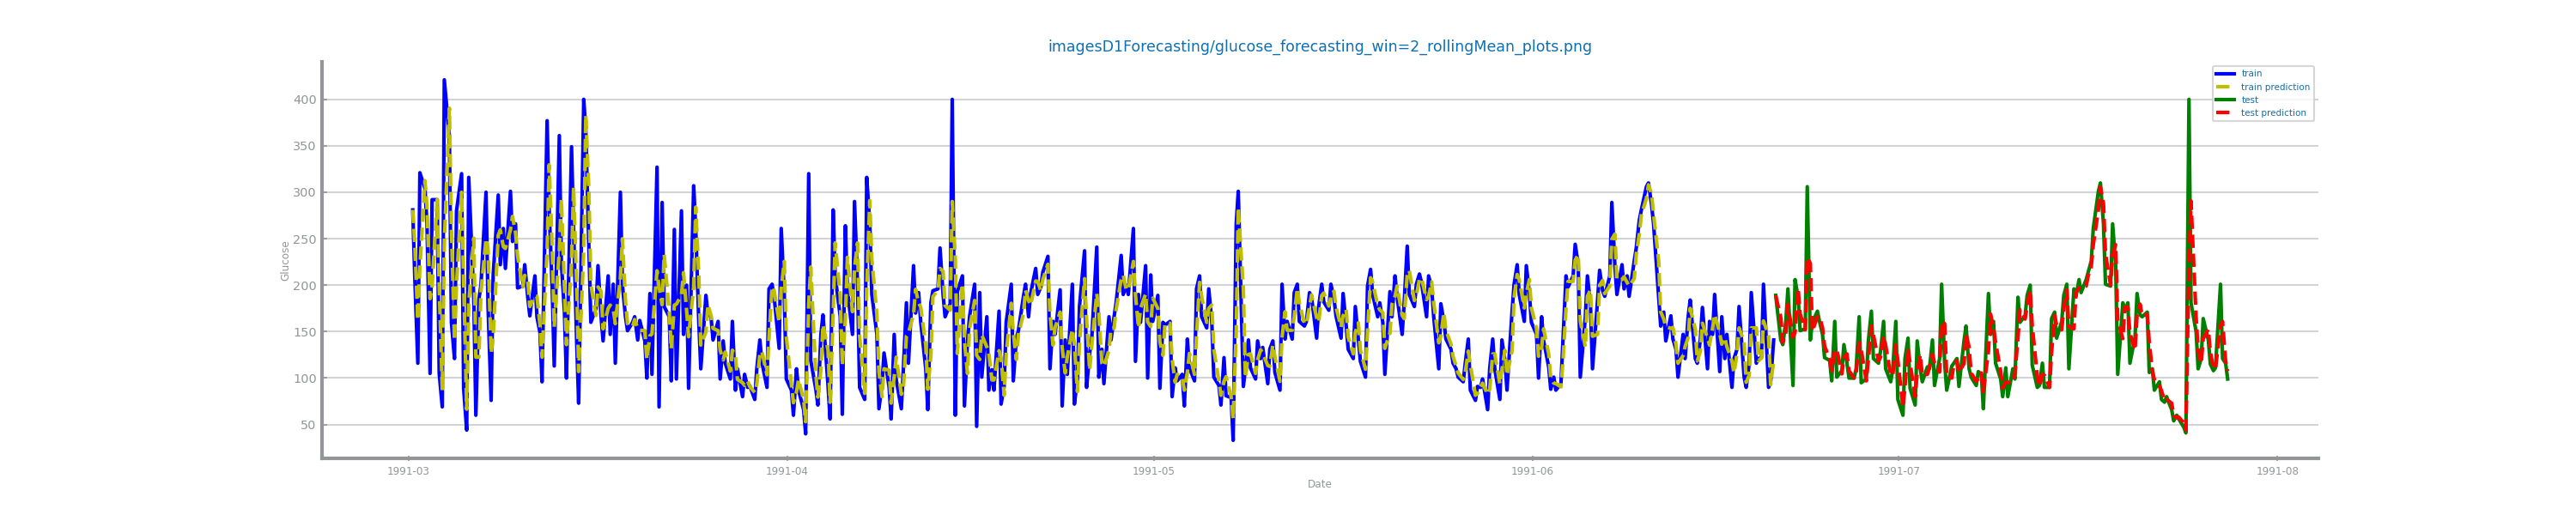 imagesD1Forecasting/glucose_forecasting_win=2_rollingMean_plots.png
train
train prediction
test
test prediction
400
350
300
250
200
150
100
50
Glucose
1991-03
1991-04
1991-05
1991-06
1991-07
1991-08
Date